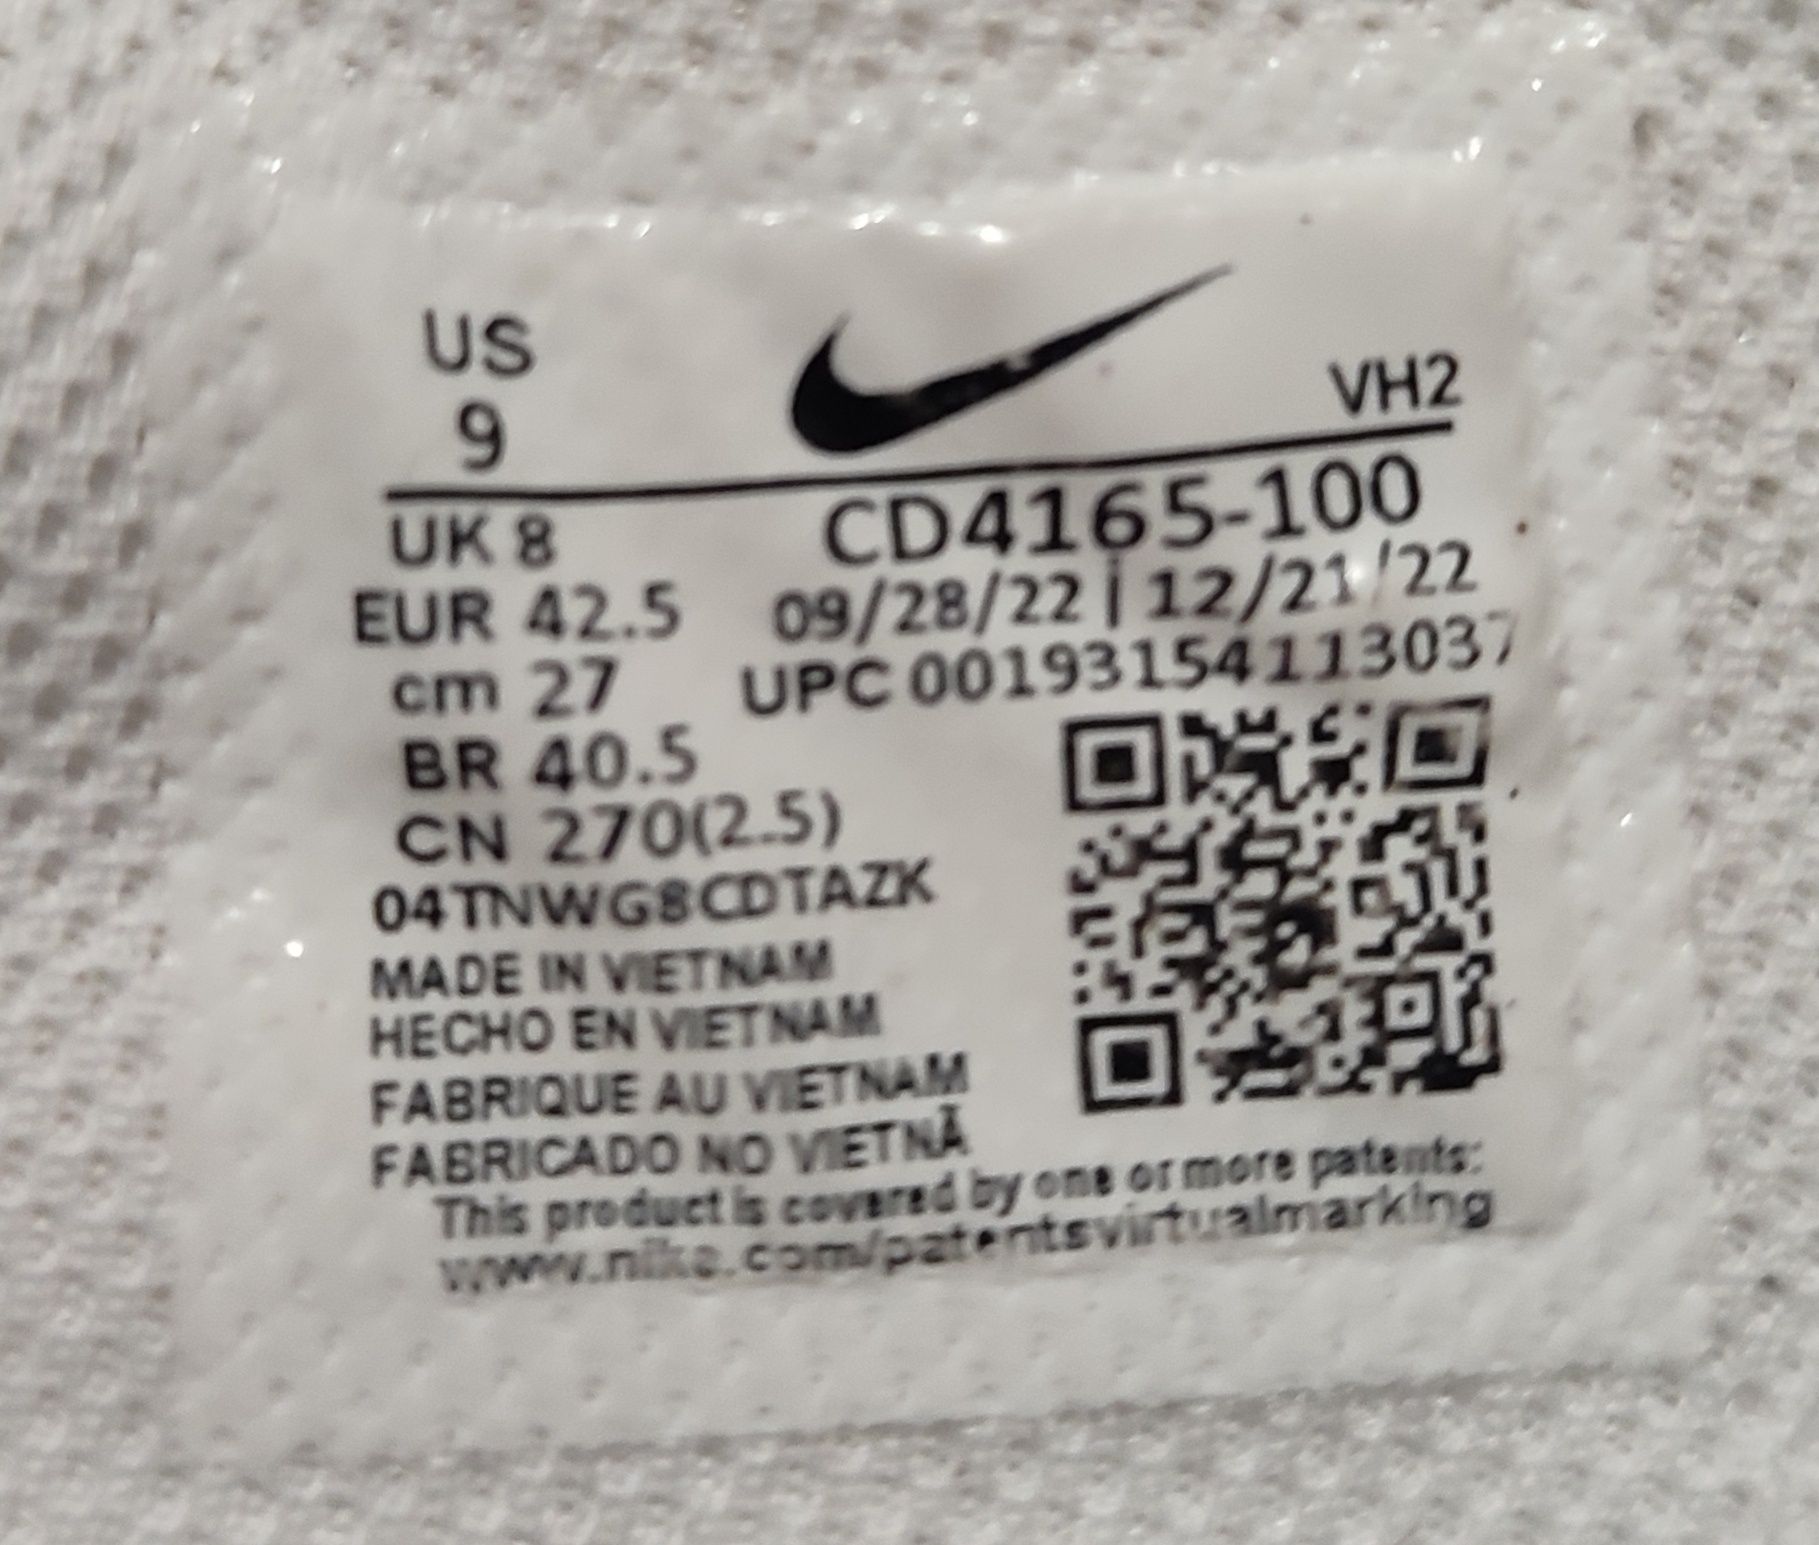 US
9
VH2
UK 8
CD4165-100
EUR 42.5
09/28/22 | 12/21/22
cm 27
UPC 00193154113037
BR 40.5
CN 270(2.5)
04TNWG8CDTAZK
MADE IN VIETNAM
HECHO EN VIETNAM
FABRIQUE AU VIETNAM
FABRICADO NO VIETNÃ
This product is covered by one or more patents:
www.nike.com/patentsvirtualmarking